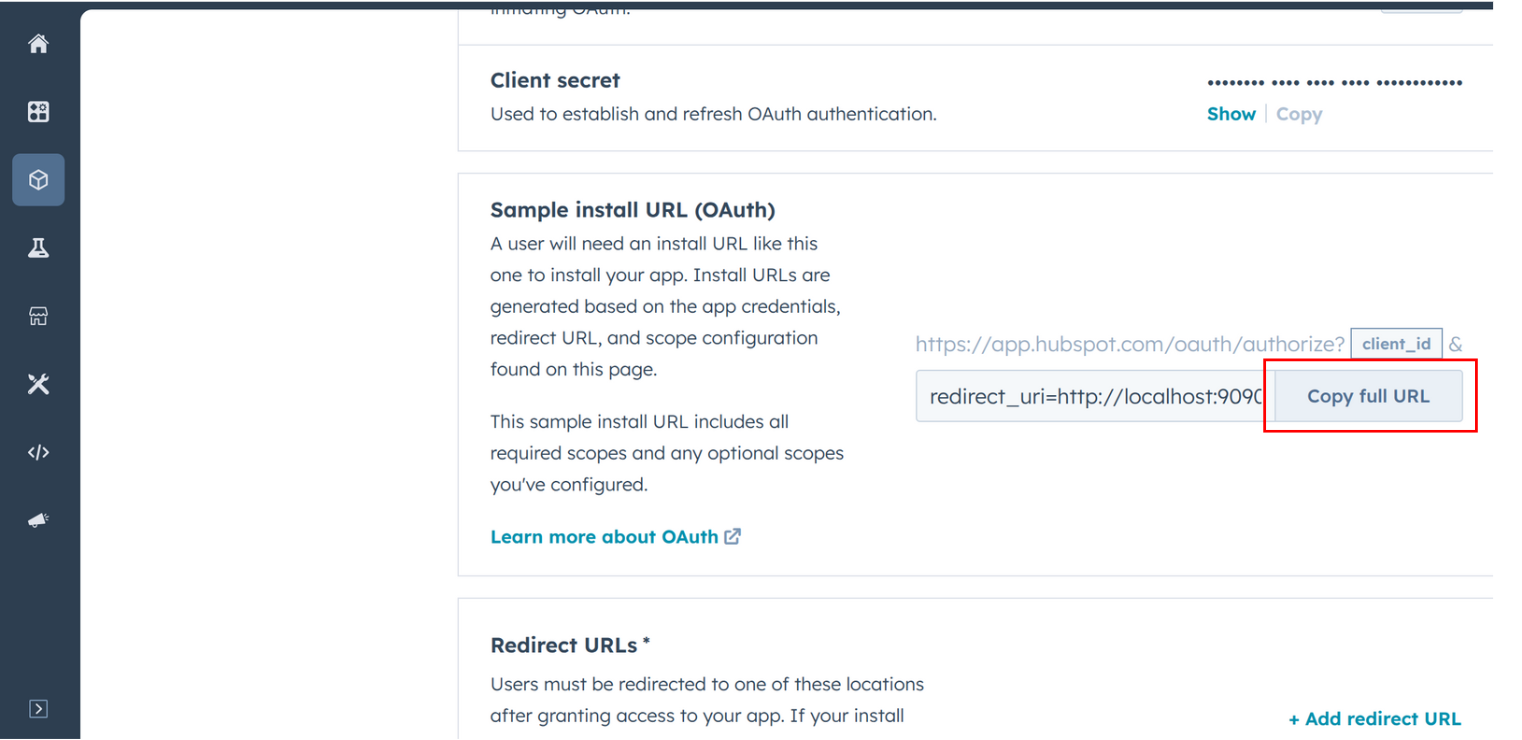 initiating OAuth.
Client secret
Used to establish and refresh OAuth authentication.
•••••••• •••• •••• •••• ••••••••••••
Show | Copy
Sample install URL (OAuth)
A user will need an install URL like this
one to install your app. Install URLs are
generated based on the app credentials,
redirect URL, and scope configuration
found on this page.
This sample install URL includes all
required scopes and any optional scopes
you've configured.
Learn more about OAuth
https://app.hubspot.com/oauth/authorize? client_id &
redirect_uri=http://localhost:9090
Copy full URL
Redirect URLs *
Users must be redirected to one of these locations
after granting access to your app. If your install
+ Add redirect URL